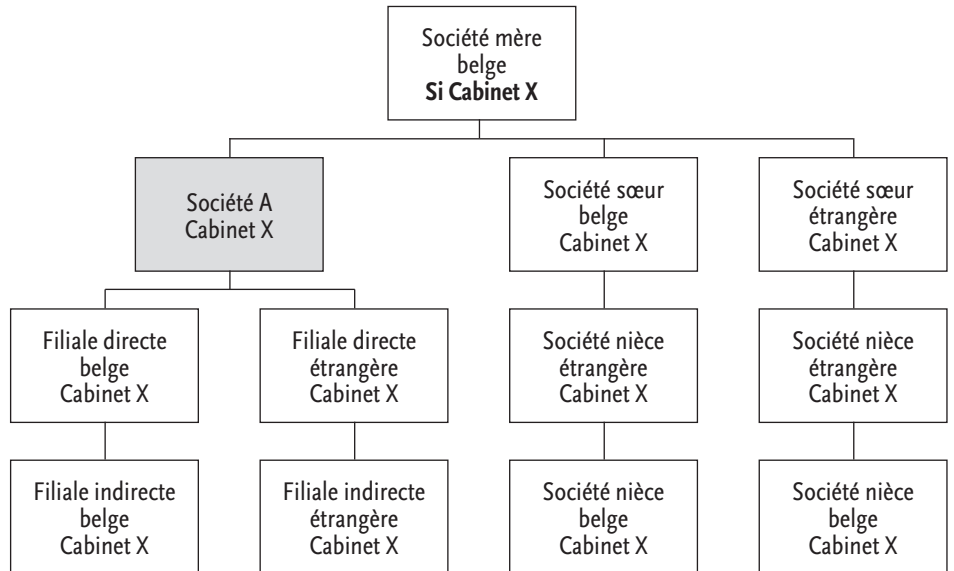 Société mère
belge
Si Cabinet X
Société A
Cabinet X
Société sœur
belge
Cabinet X
Société sœur
étrangère
Cabinet X
Filiale directe
belge
Cabinet X
Filiale directe
étrangère
Cabinet X
Société nièce
étrangère
Cabinet X
Société nièce
étrangère
Cabinet X
Filiale indirecte
belge
Cabinet X
Filiale indirecte
étrangère
Cabinet X
Société nièce
belge
Cabinet X
Société nièce
belge
Cabinet X